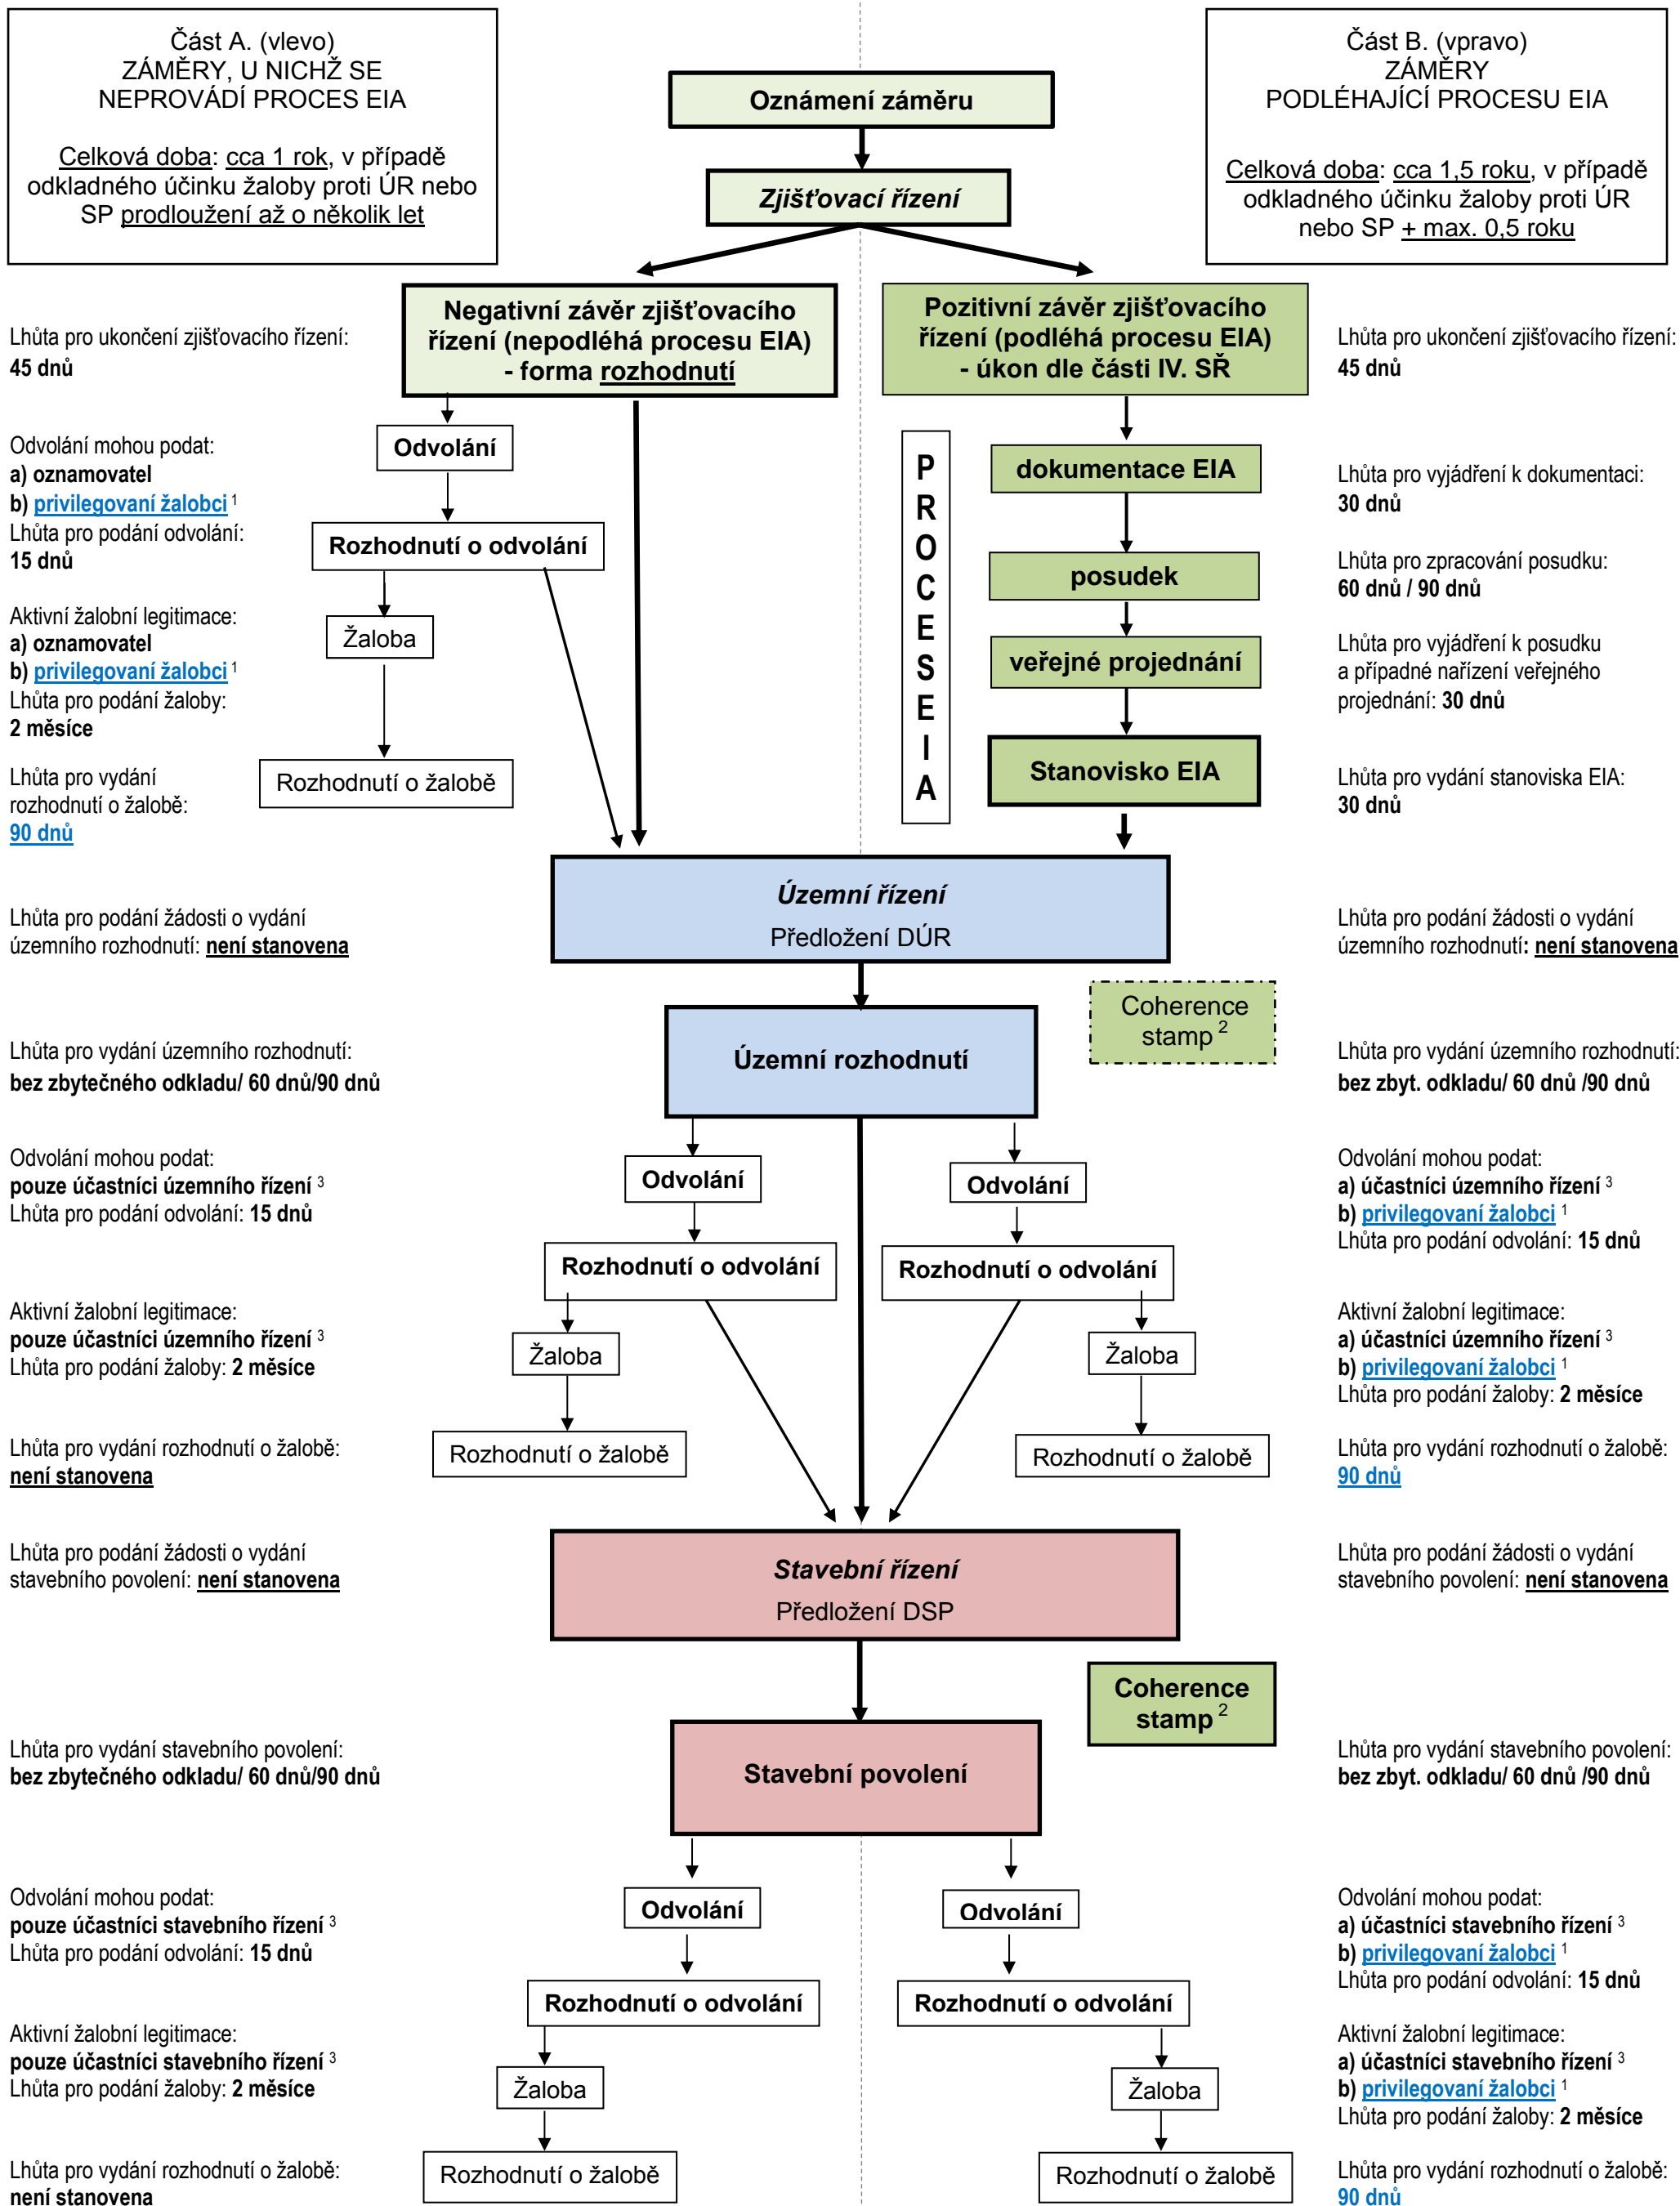 Část A. (vlevo)
ZÁMĚRY, U NICHŽ SE
NEPROVÁDÍ PROCES EIA
Celková doba: cca 1 rok, v případě
odkladného účinku žaloby proti ÚR nebo
SP prodloužení až o několik let
Část B. (vpravo)
ZÁMĚRY
PODLÉHAJÍCÍ PROCESU EIA
Celková doba: cca 1,5 roku, v případě
odkladného účinku žaloby proti ÚR
nebo SP + max. 0,5 roku
Oznámení záměru
Zjišťovací řízení
Negativní závěr zjišťovacího
řízení (nepodléhá procesu EIA)
- forma rozhodnutí
Pozitivní závěr zjišťovacího
řízení (podléhá procesu EIA)
- úkon dle části IV. SŘ
Lhůta pro ukončení zjišťovacího řízení:
45 dnů
Lhůta pro ukončení zjišťovacího řízení:
45 dnů
Odvolání mohou podat:
a) oznamovatel
b) privilegovaní žalobci 1
Lhůta pro podání odvolání:
15 dnů
Odvolání
Rozhodnutí o odvolání
Aktivní žalobní legitimace:
a) oznamovatel
b) privilegovaní žalobci 1
Lhůta pro podání žaloby:
2 měsíce
Žaloba
Lhůta pro vydání
rozhodnutí o žalobě:
90 dnů
Rozhodnutí o žalobě
P
R
O
C
E
S
E
I
A
dokumentace EIA
posudek
veřejné projednání
Stanovisko EIA
Lhůta pro vyjádření k dokumentaci:
30 dnů
Lhůta pro zpracování posudku:
60 dnů / 90 dnů
Lhůta pro vyjádření k posudku
a případné nařízení veřejného
projednání: 30 dnů
Lhůta pro vydání stanoviska EIA:
30 dnů
Územní řízení
Předložení DÚR
Lhůta pro podání žádosti o vydání
územního rozhodnutí: není stanovena
Lhůta pro podání žádosti o vydání
územního rozhodnutí: není stanovena
Coherence
stamp 2
Územní rozhodnutí
Lhůta pro vydání územního rozhodnutí:
bez zbytečného odkladu/ 60 dnů/90 dnů
Lhůta pro vydání územního rozhodnutí:
bez zbyt. odkladu/ 60 dnů /90 dnů
Odvolání mohou podat:
pouze účastníci územního řízení 3
Lhůta pro podání odvolání: 15 dnů
Odvolání
Odvolání
Odvolání mohou podat:
a) účastníci územního řízení 3
b) privilegovaní žalobci 1
Lhůta pro podání odvolání: 15 dnů
Rozhodnutí o odvolání
Rozhodnutí o odvolání
Aktivní žalobní legitimace:
pouze účastníci územního řízení 3
Lhůta pro podání žaloby: 2 měsíce
Žaloba
Žaloba
Aktivní žalobní legitimace:
a) účastníci územního řízení 3
b) privilegovaní žalobci 1
Lhůta pro podání žaloby: 2 měsíce
Lhůta pro vydání rozhodnutí o žalobě:
není stanovena
Rozhodnutí o žalobě
Rozhodnutí o žalobě
Lhůta pro vydání rozhodnutí o žalobě:
90 dnů
Stavební řízení
Předložení DSP
Lhůta pro podání žádosti o vydání
stavebního povolení: není stanovena
Lhůta pro podání žádosti o vydání
stavebního povolení: není stanovena
Coherence
stamp 2
Stavební povolení
Lhůta pro vydání stavebního povolení:
bez zbytečného odkladu/ 60 dnů/90 dnů
Lhůta pro vydání stavebního povolení:
bez zbyt. odkladu/ 60 dnů /90 dnů
Odvolání mohou podat:
pouze účastníci stavebního řízení 3
Lhůta pro podání odvolání: 15 dnů
Odvolání
Odvolání
Odvolání mohou podat:
a) účastníci stavebního řízení 3
b) privilegovaní žalobci 1
Lhůta pro podání odvolání: 15 dnů
Rozhodnutí o odvolání
Rozhodnutí o odvolání
Aktivní žalobní legitimace:
pouze účastníci stavebního řízení 3
Lhůta pro podání žaloby: 2 měsíce
Žaloba
Žaloba
Aktivní žalobní legitimace:
a) účastníci stavebního řízení 3
b) privilegovaní žalobci 1
Lhůta pro podání žaloby: 2 měsíce
Lhůta pro vydání rozhodnutí o žalobě:
není stanovena
Rozhodnutí o žalobě
Rozhodnutí o žalobě
Lhůta pro vydání rozhodnutí o žalobě:
90 dnů